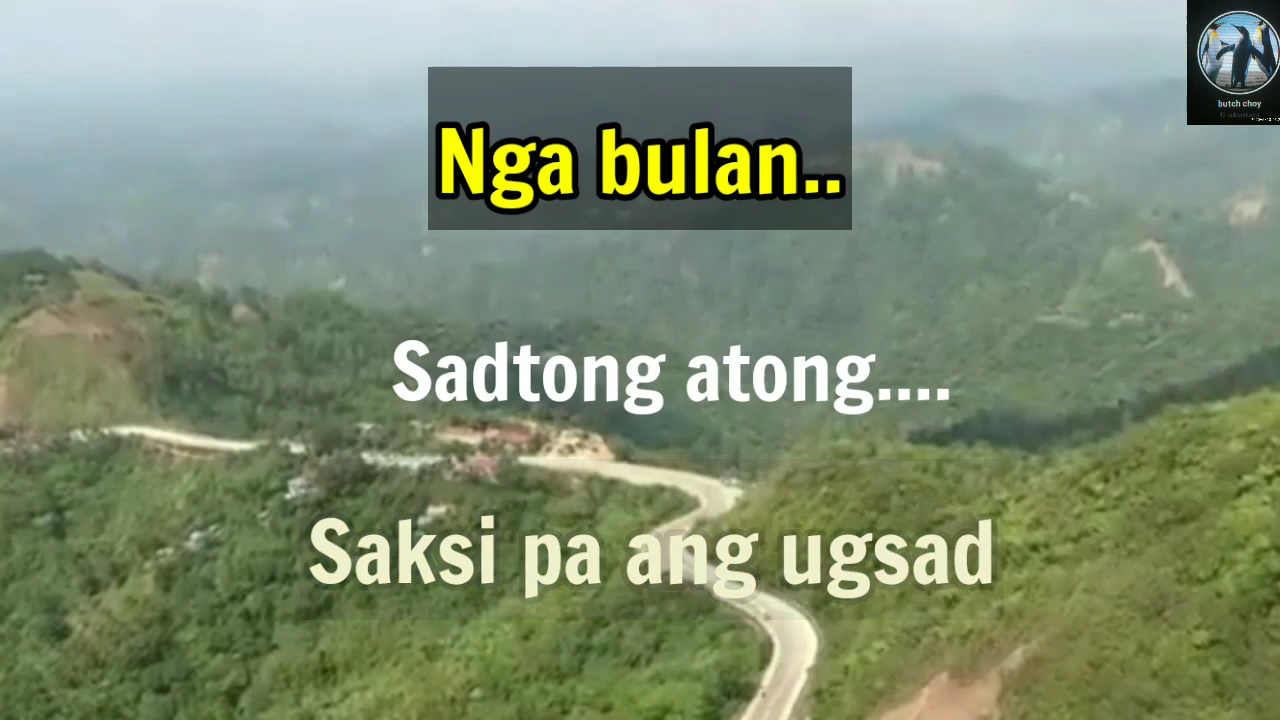 butch choy
Nga bulan..
Sadtong atong....
Saksi pa ang ugsad